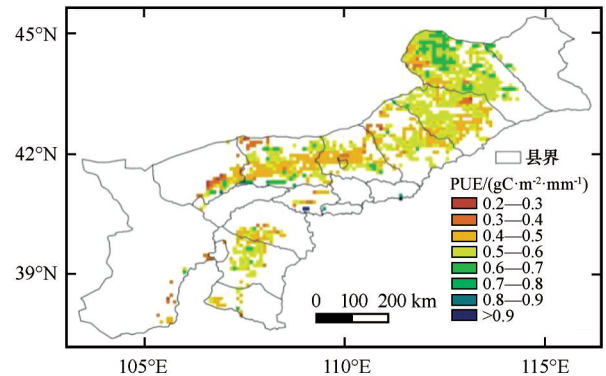 45°N
42°N
39°N
105°E 110°E 115°E
县界
PUE/(gC·m⁻²·mm⁻¹)
0.2—0.3
0.3—0.4
0.4—0.5
0.5—0.6
0.6—0.7
0.7—0.8
0.8—0.9
>0.9
0 100 200 km